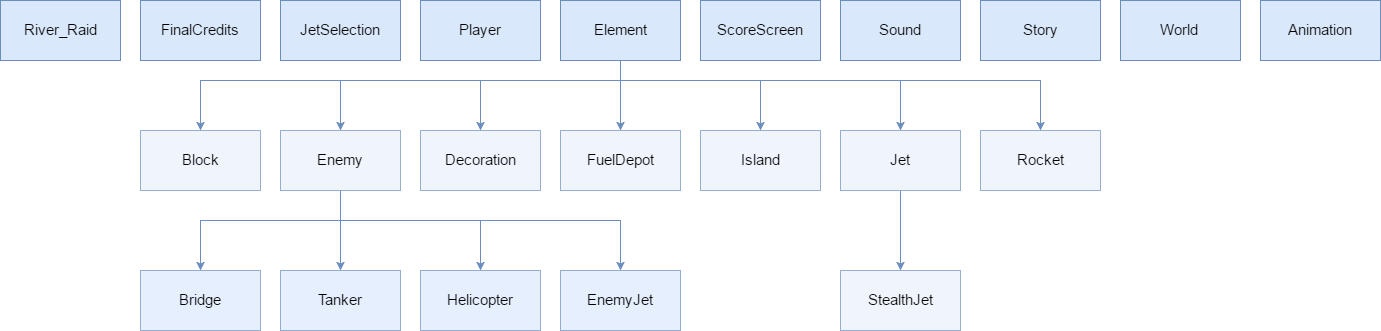 River_Raid
FinalCredits
JetSelection
Player
Element
ScoreScreen
Sound
Story
World
Animation
Block
Enemy
Decoration
FuelDepot
Island
Jet
Rocket
Bridge
Tanker
Helicopter
EnemyJet
StealthJet